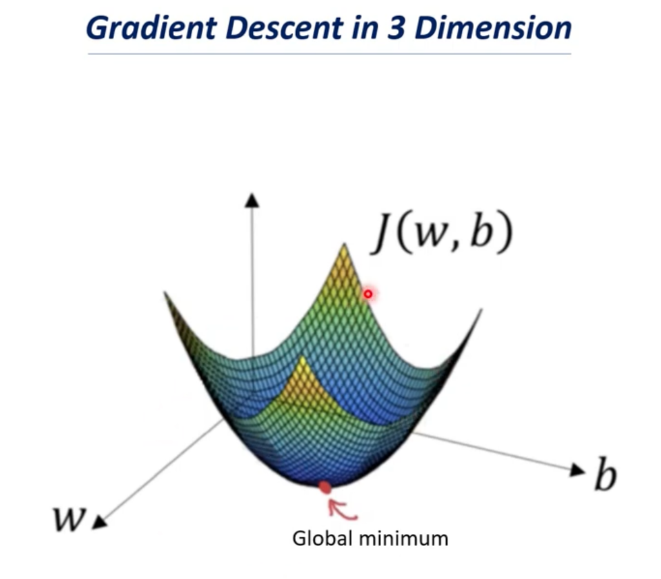 Gradient Descent in 3 Dimension
J(w, b)
b
w
Global minimum